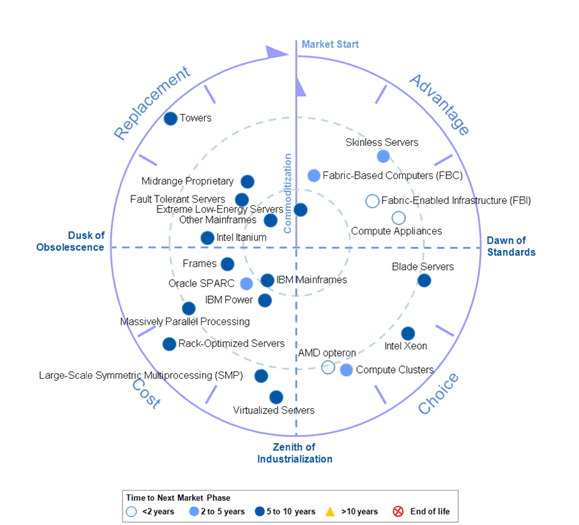 Market Start
Replacement
Advantage
Towers
Skinless Servers
Midrange Proprietary
Fabric-Based Computers (FBC)
Fault Tolerant Servers
Fabric-Enabled Infrastructure (FBI)
Extreme Low-Energy Servers
Commoditization
Other Mainframes
Compute Appliances
Dusk of
Obsolescence
Intel Itanium
Dawn of
Standards
Frames
Blade Servers
Oracle SPARC
IBM Mainframes
IBM Power
Massively Parallel Processing
Rack-Optimized Servers
Intel Xeon
AMD opteron
Large-Scale Symmetric Multiprocessing (SMP)
Compute Clusters
Cost
Choice
Virtualized Servers
Zenith of
Industrialization
Time to Next Market Phase
<2 years
2 to 5 years
5 to 10 years
>10 years
End of life